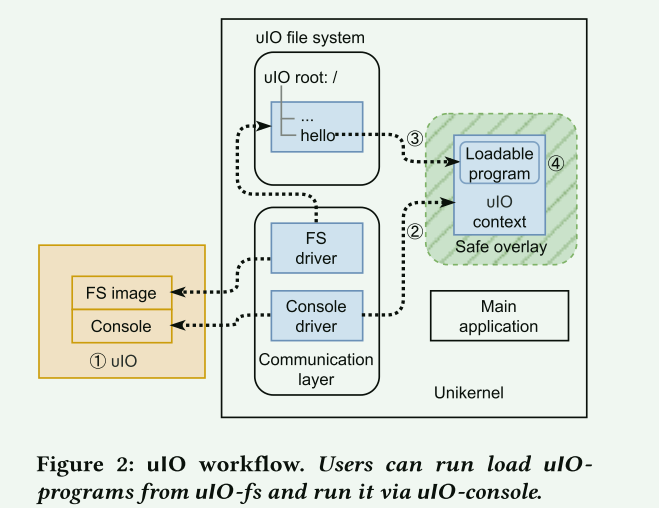 uIO file system
uIO root: /
...
hello
③
Loadable
program
④
uIO
context
②
Safe overlay
FS
driver
FS image
Console
① uIO
Console
driver
Main
application
Communication
layer
Unikernel
Figure 2: uIO workflow. Users can run load uIO-
programs from uIO-fs and run it via uIO-console.